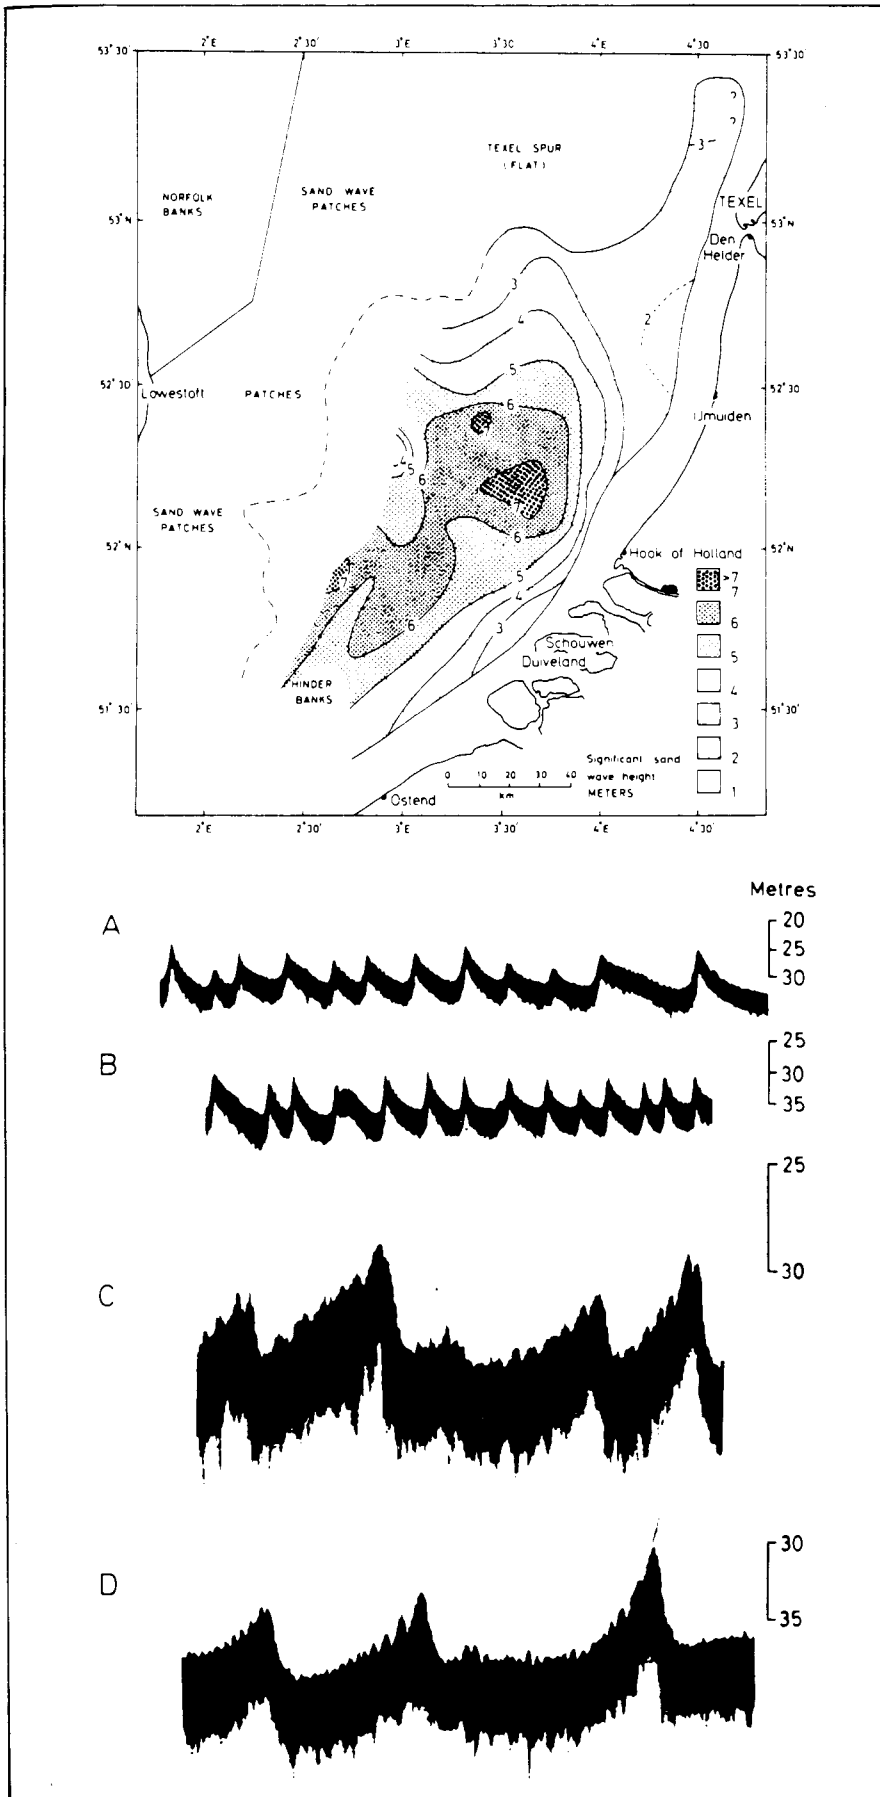 2°E 2°30' 3°E 3°30' 4°E 4°30'
53°30' 53°30'
?
?
3
TEXEL SPUR
(FLAT)
NORFOLK
BANKS
SAND WAVE
PATCHES
TEXEL
53°N 53°N
Den
Helder
3
2
4
5
52°30' 52°30'
Lowestoft
PATCHES
6
IJmuiden
4
5
6
7
SAND WAVE
PATCHES
6
52°N 52°N
Hook of Holland
>7
7
7
5
4
6
6
3
Schouwen
Duiveland
5
HINDER
BANKS
4
51°30' 51°30'
3
Significant sand
wave height
METERS
2
0 10 20 30 40
km
1
Ostend
2°E 2°30' 3°E 3°30' 4°E 4°30'
Metres
A
20
25
30
B
25
30
35
25
30
C
D
30
35